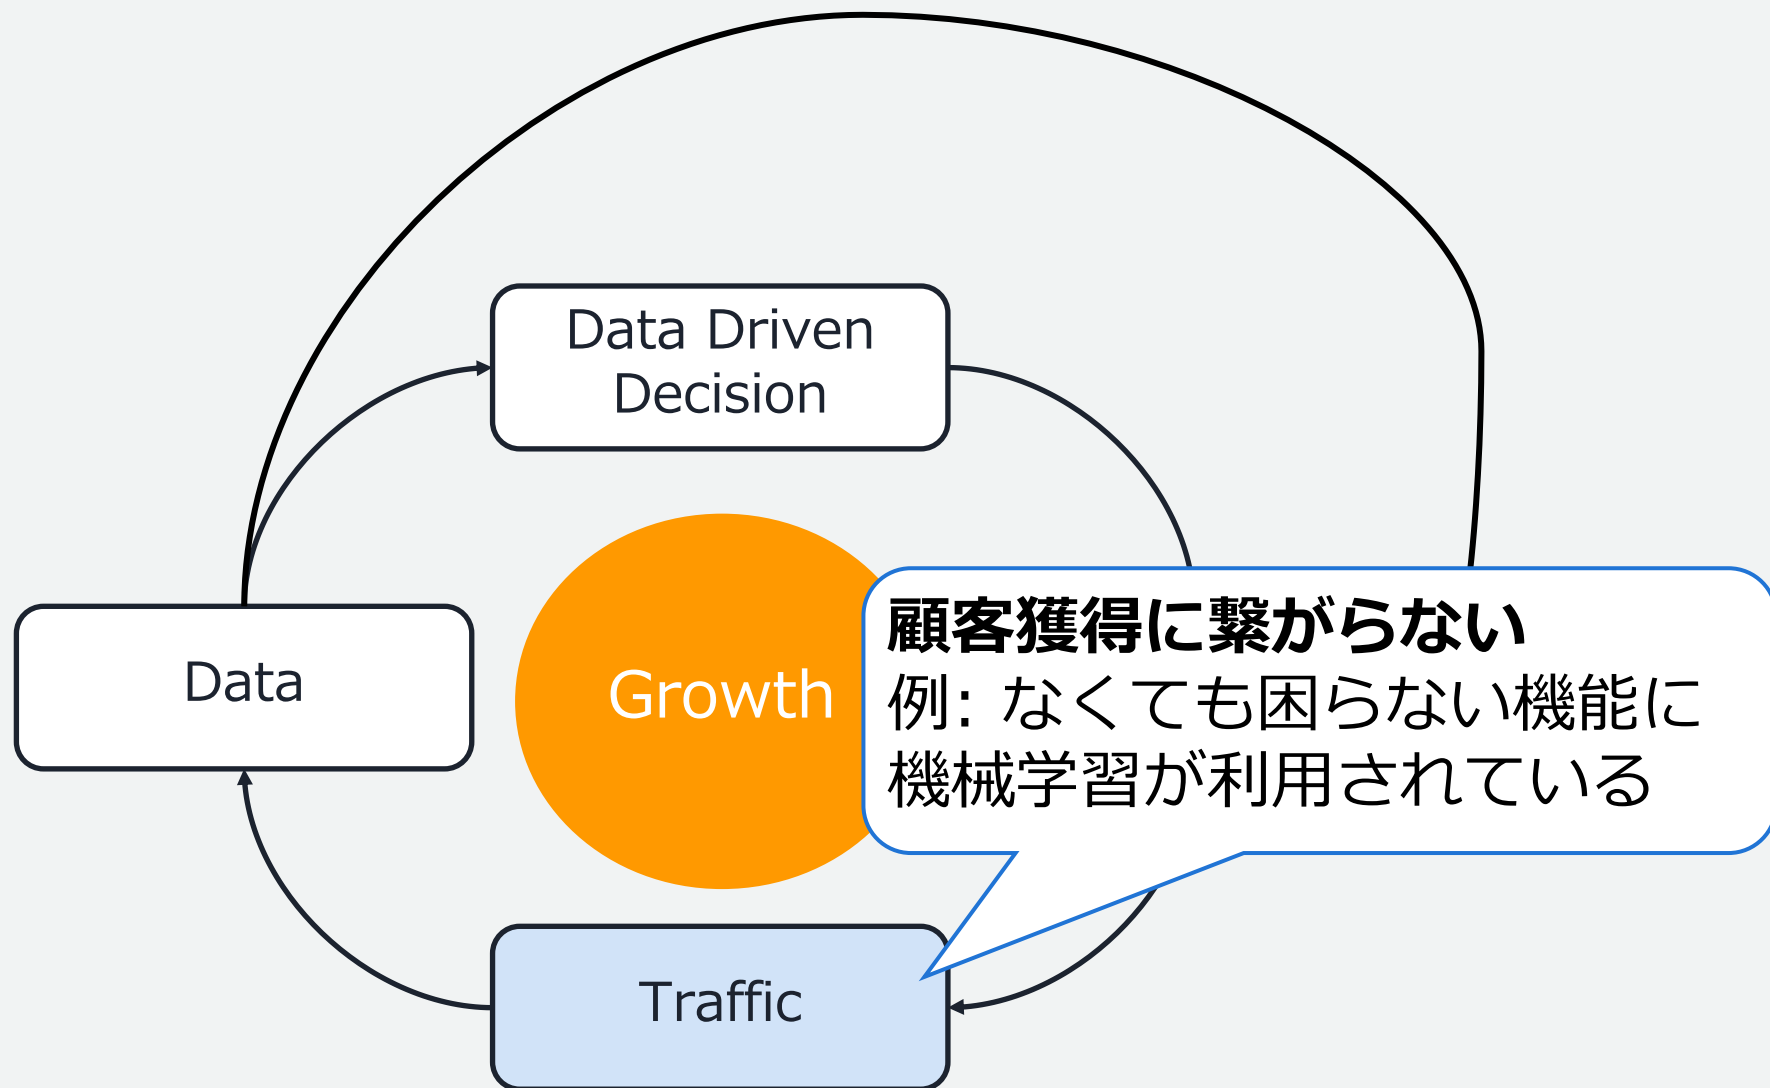 Data Driven
Decision
Data
Growth
顧客獲得に繋がらない
例: なくても困らない機能に
機械学習が利用されている
Traffic